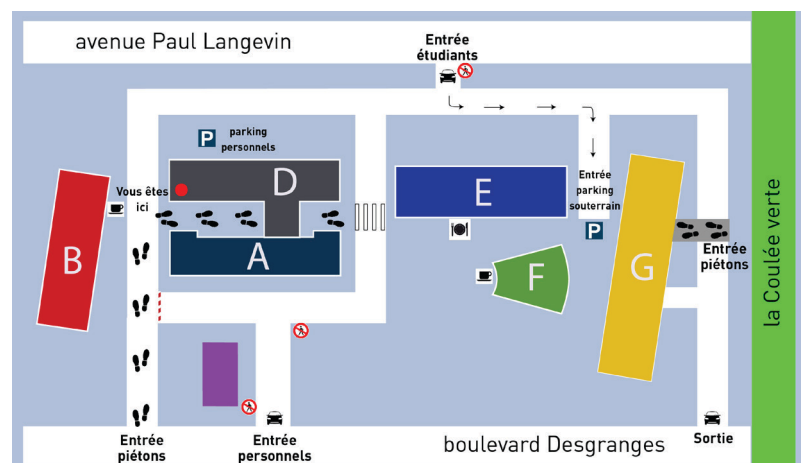 avenue Paul Langevin
Entrée
étudiants
P
parking
personnels
D
Vous êtes
ici
E
Entrée
parking
souterrain
P
B
A
F
G
Entrée
piétons
la Coulée verte
Entrée
piétons
Entrée
personnels
boulevard Desgranges
Sortie